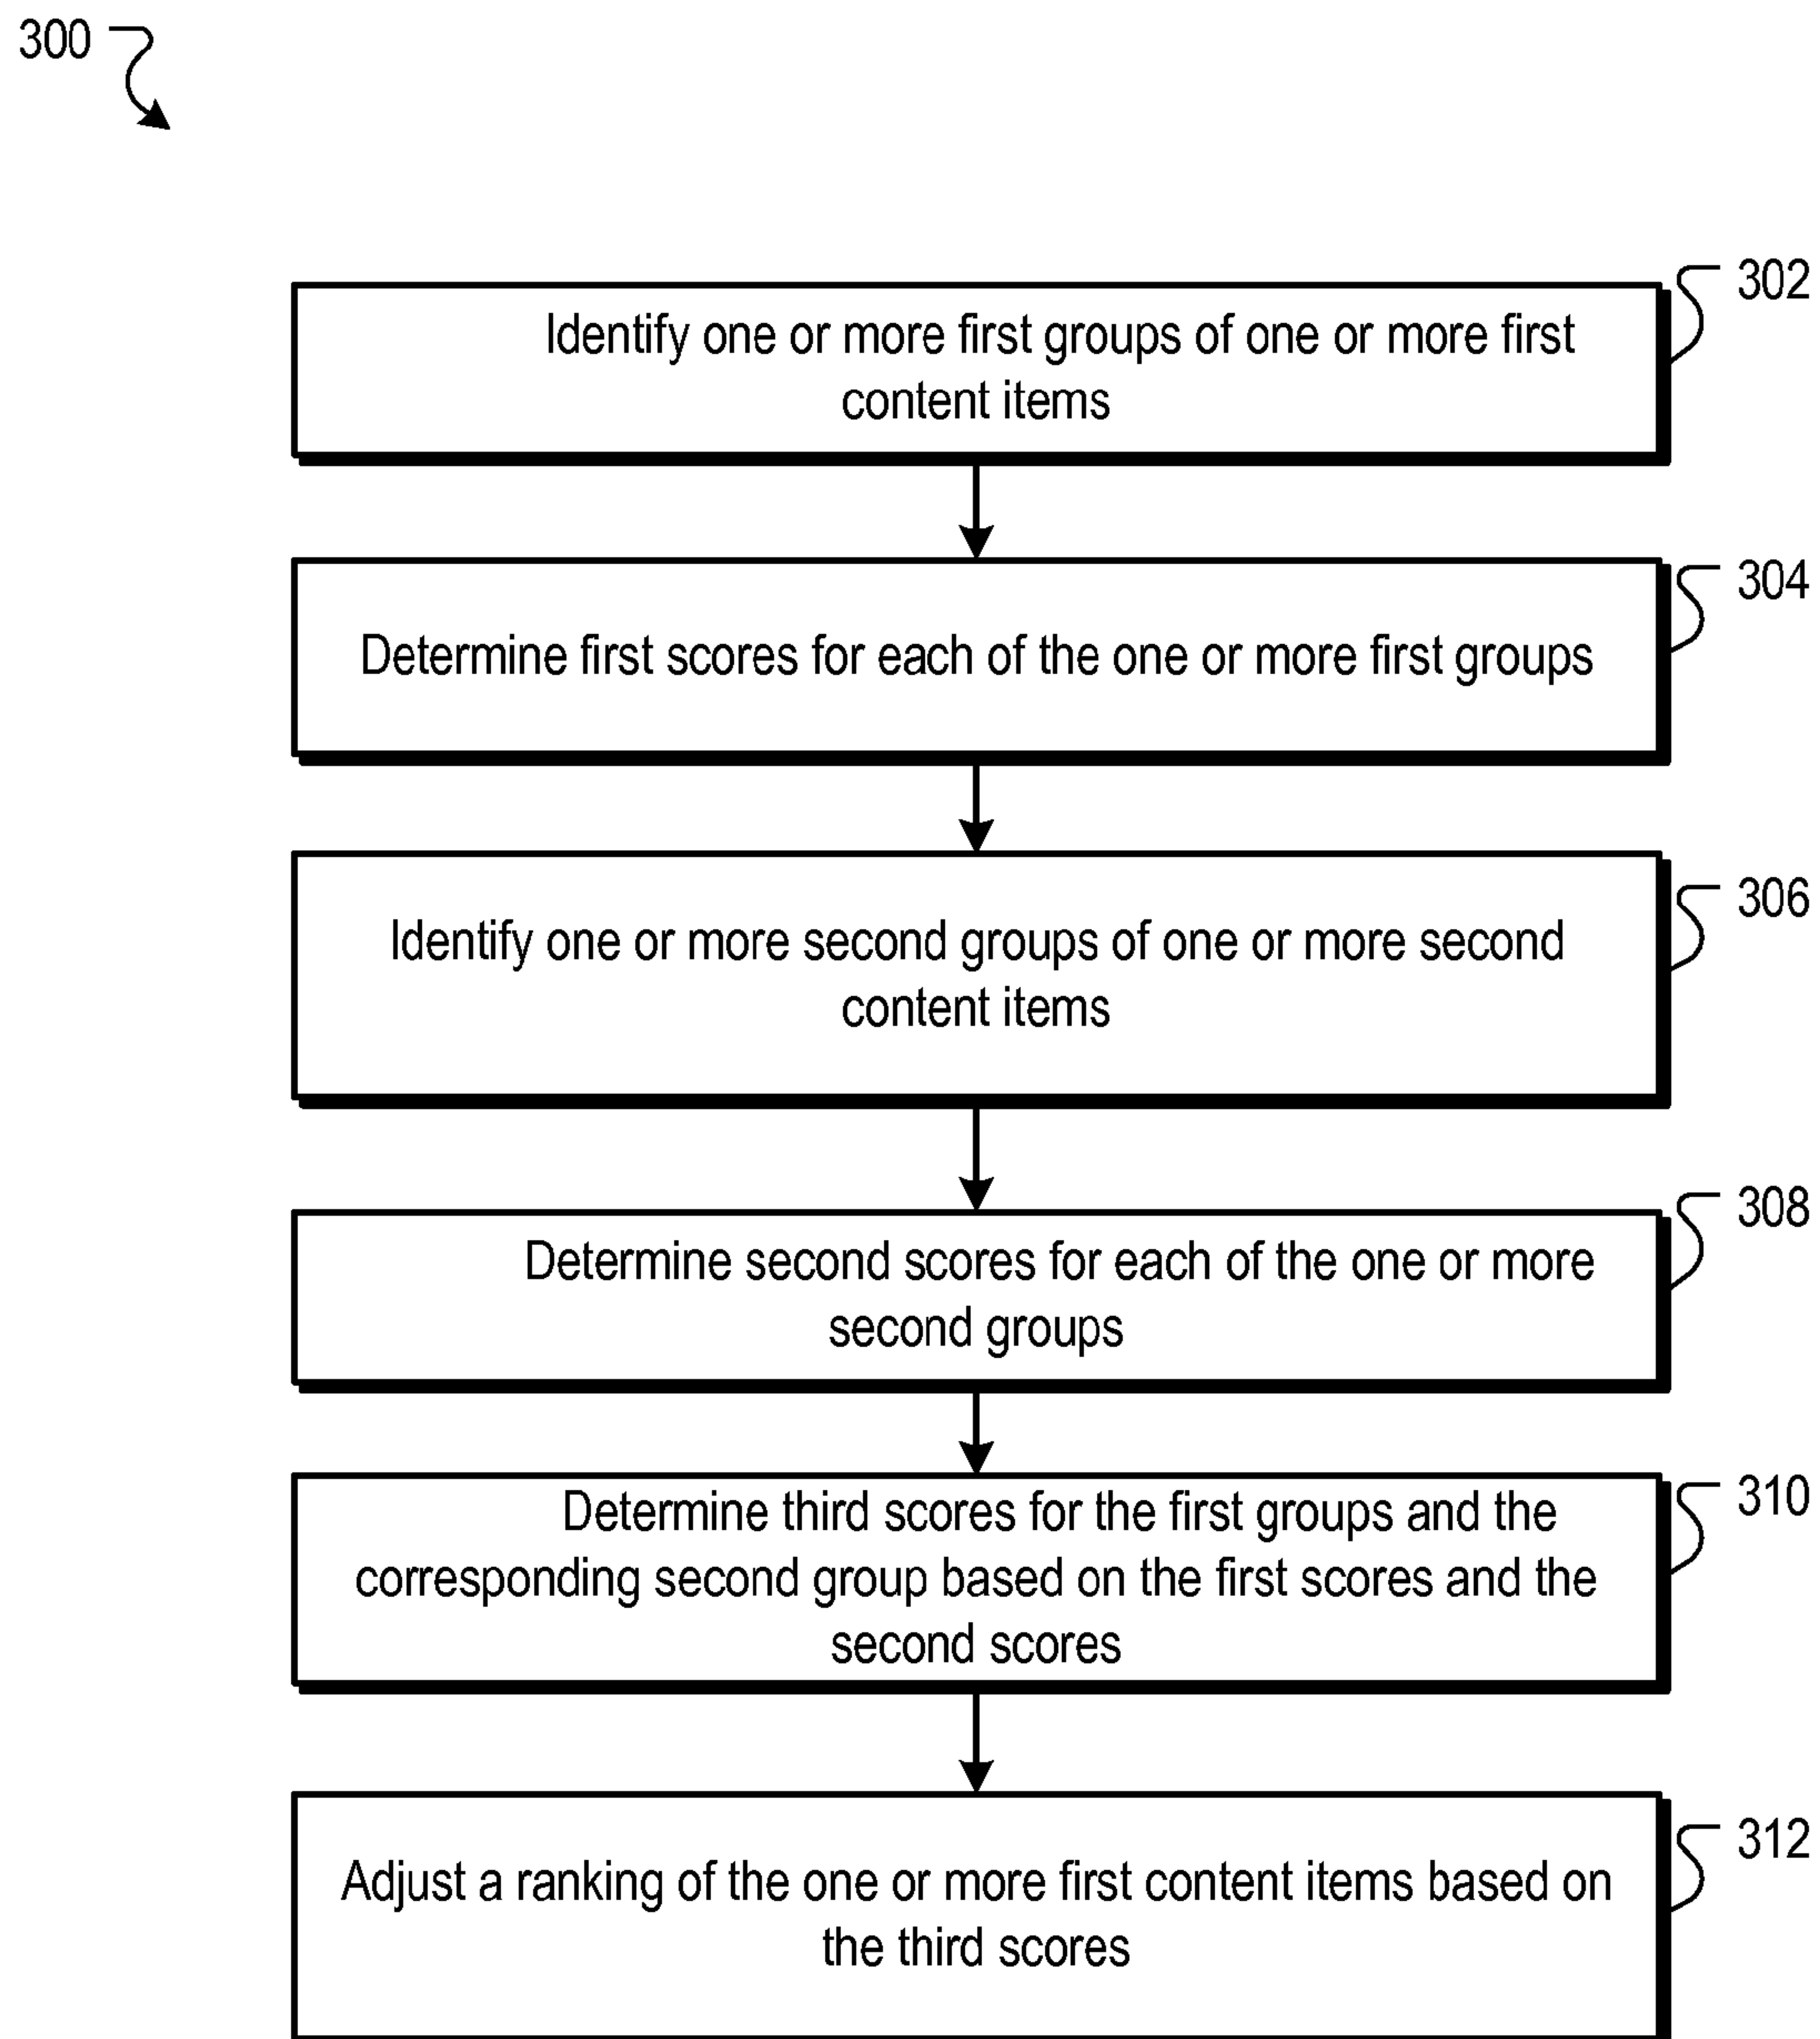 300
302
Identify one or more first groups of one or more first
content items
304
Determine first scores for each of the one or more first groups
306
Identify one or more second groups of one or more second
content items
308
Determine second scores for each of the one or more
second groups
310
Determine third scores for the first groups and the
corresponding second group based on the first scores and the
second scores
312
Adjust a ranking of the one or more first content items based on
the third scores